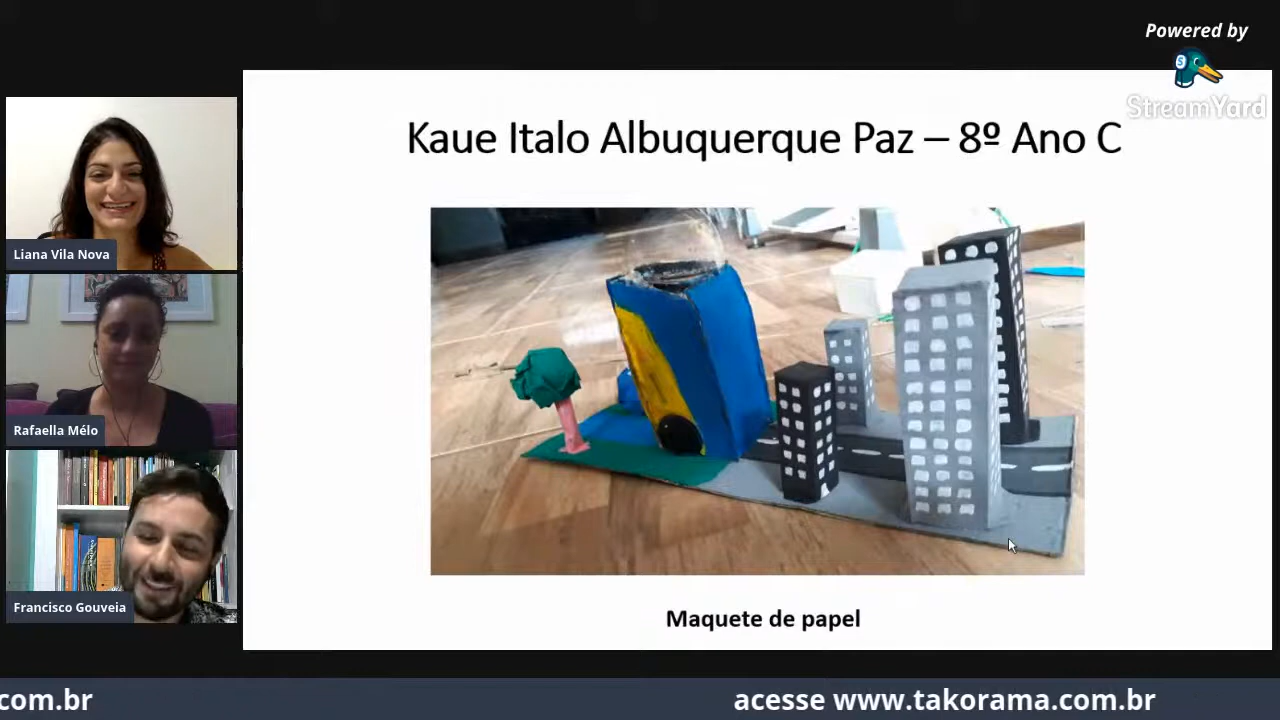 Powered by
StreamYard
Kaue Italo Albuquerque Paz – 8º Ano C
Liana Vila Nova
Rafaella Mélo
Francisco Gouveia
Maquete de papel
com.br
acesse www.takorama.com.br